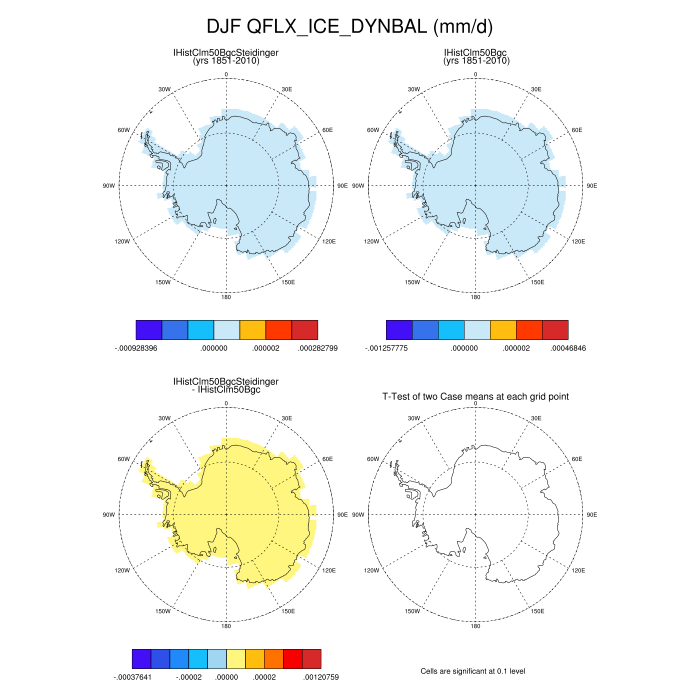 DJF QFLX_ICE_DYNBAL (mm/d)
IHistClm50BgcSteidinger
(yrs 1851-2010)
0
30W 30E
60W 60E
90W 90E
120W 120E
150W 150E
180
-.000928396 .000000 .000002 .000282799
IHistClm50Bgc
(yrs 1851-2010)
0
30W 30E
60W 60E
90W 90E
120W 120E
150W 150E
180
-.001257775 .000000 .000002 .00046846
IHistClm50BgcSteidinger
- IHistClm50Bgc
0
30W 30E
60W 60E
90W 90E
120W 120E
150W 150E
180
-.00037641 -.00002 .00000 .00002 .00120759
T-Test of two Case means at each grid point
0
30W 30E
60W 60E
90W 90E
120W 120E
150W 150E
180
Cells are significant at 0.1 level